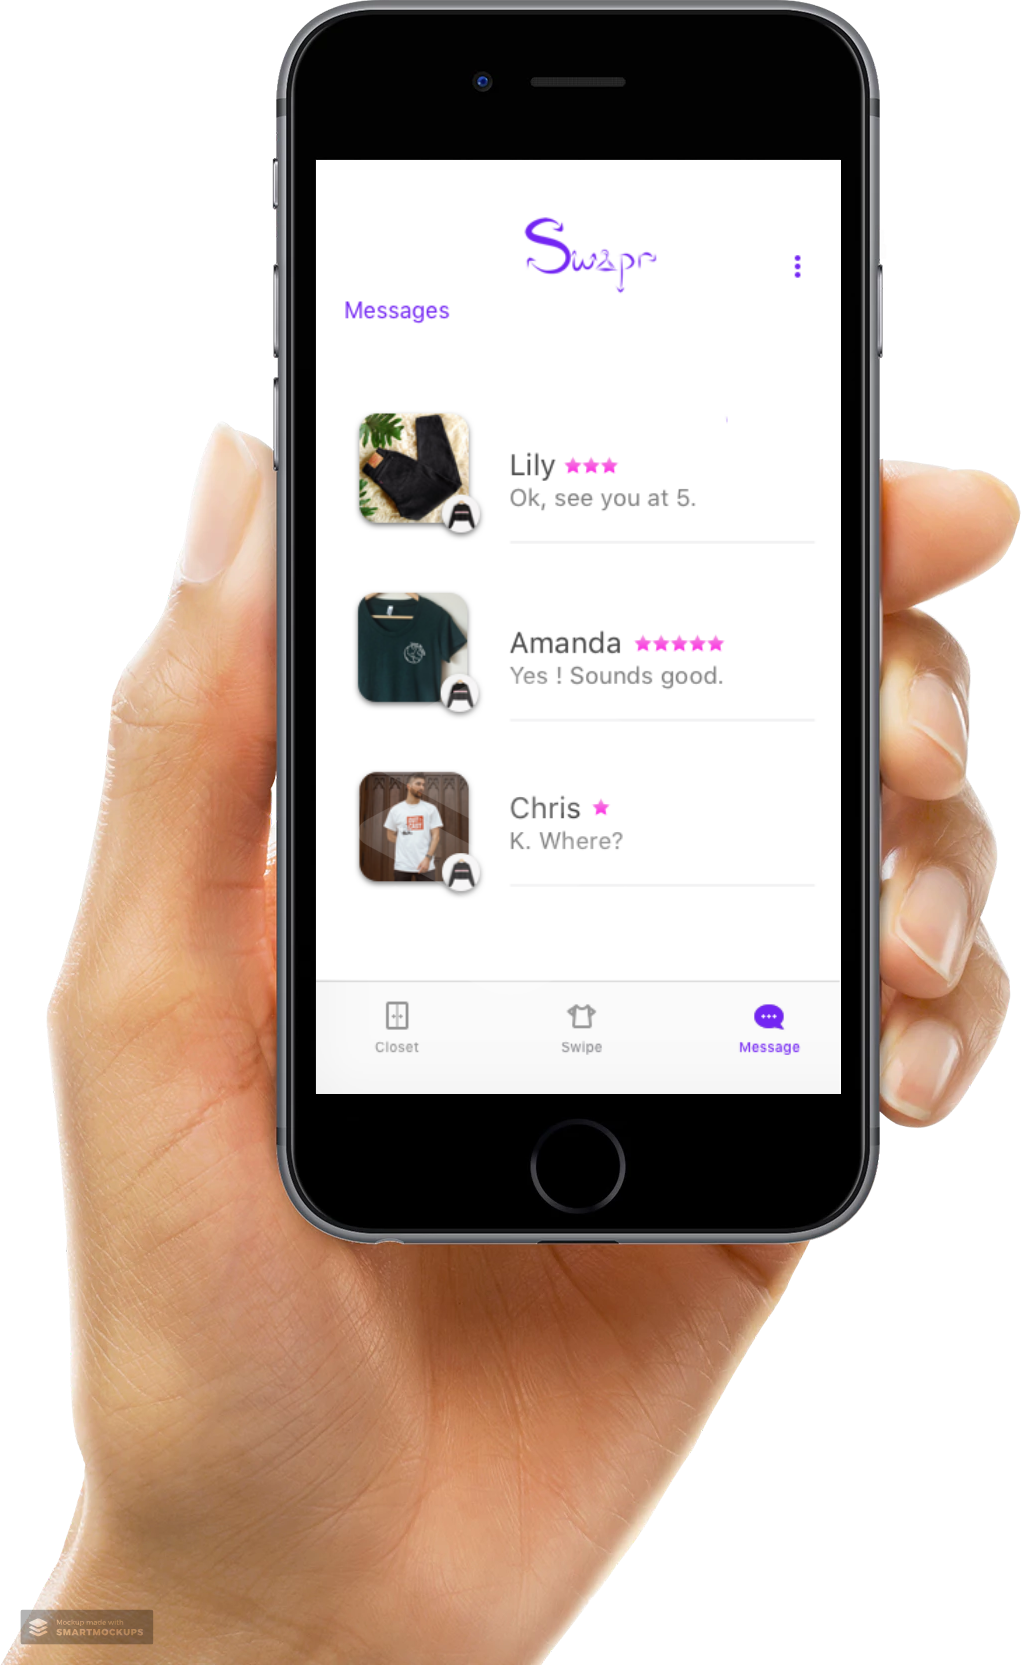 Swapr
Messages
Lily
Ok, see you at 5.
Amanda
Yes ! Sounds good.
Chris
K. Where?
Closet
Swipe
Message
Mockup made with
SMARTMOCKUPS